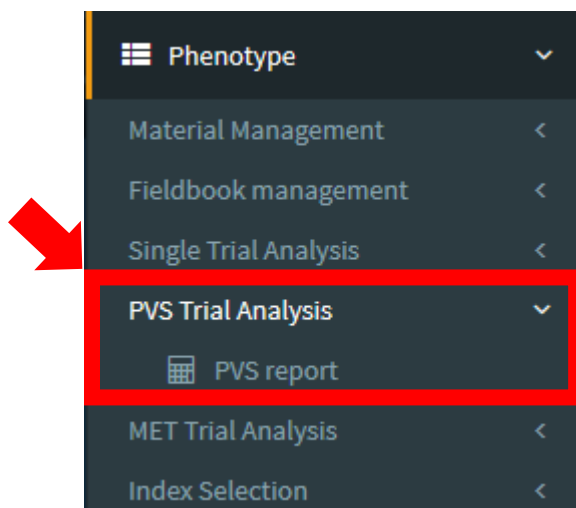 Phenotype
Material Management
Fieldbook management
Single Trial Analysis
PVS Trial Analysis
PVS report
MET Trial Analysis
Index Selection